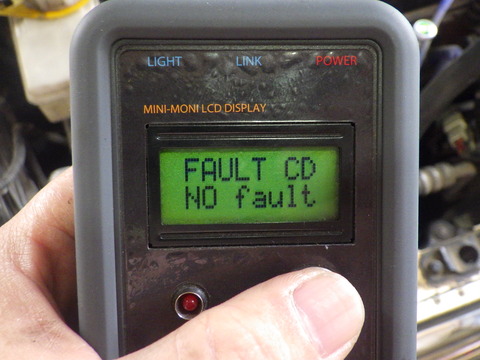 LIGHT LINK POWER
MINI-MONI LCD DISPLAY
FAULT CD
NO fault